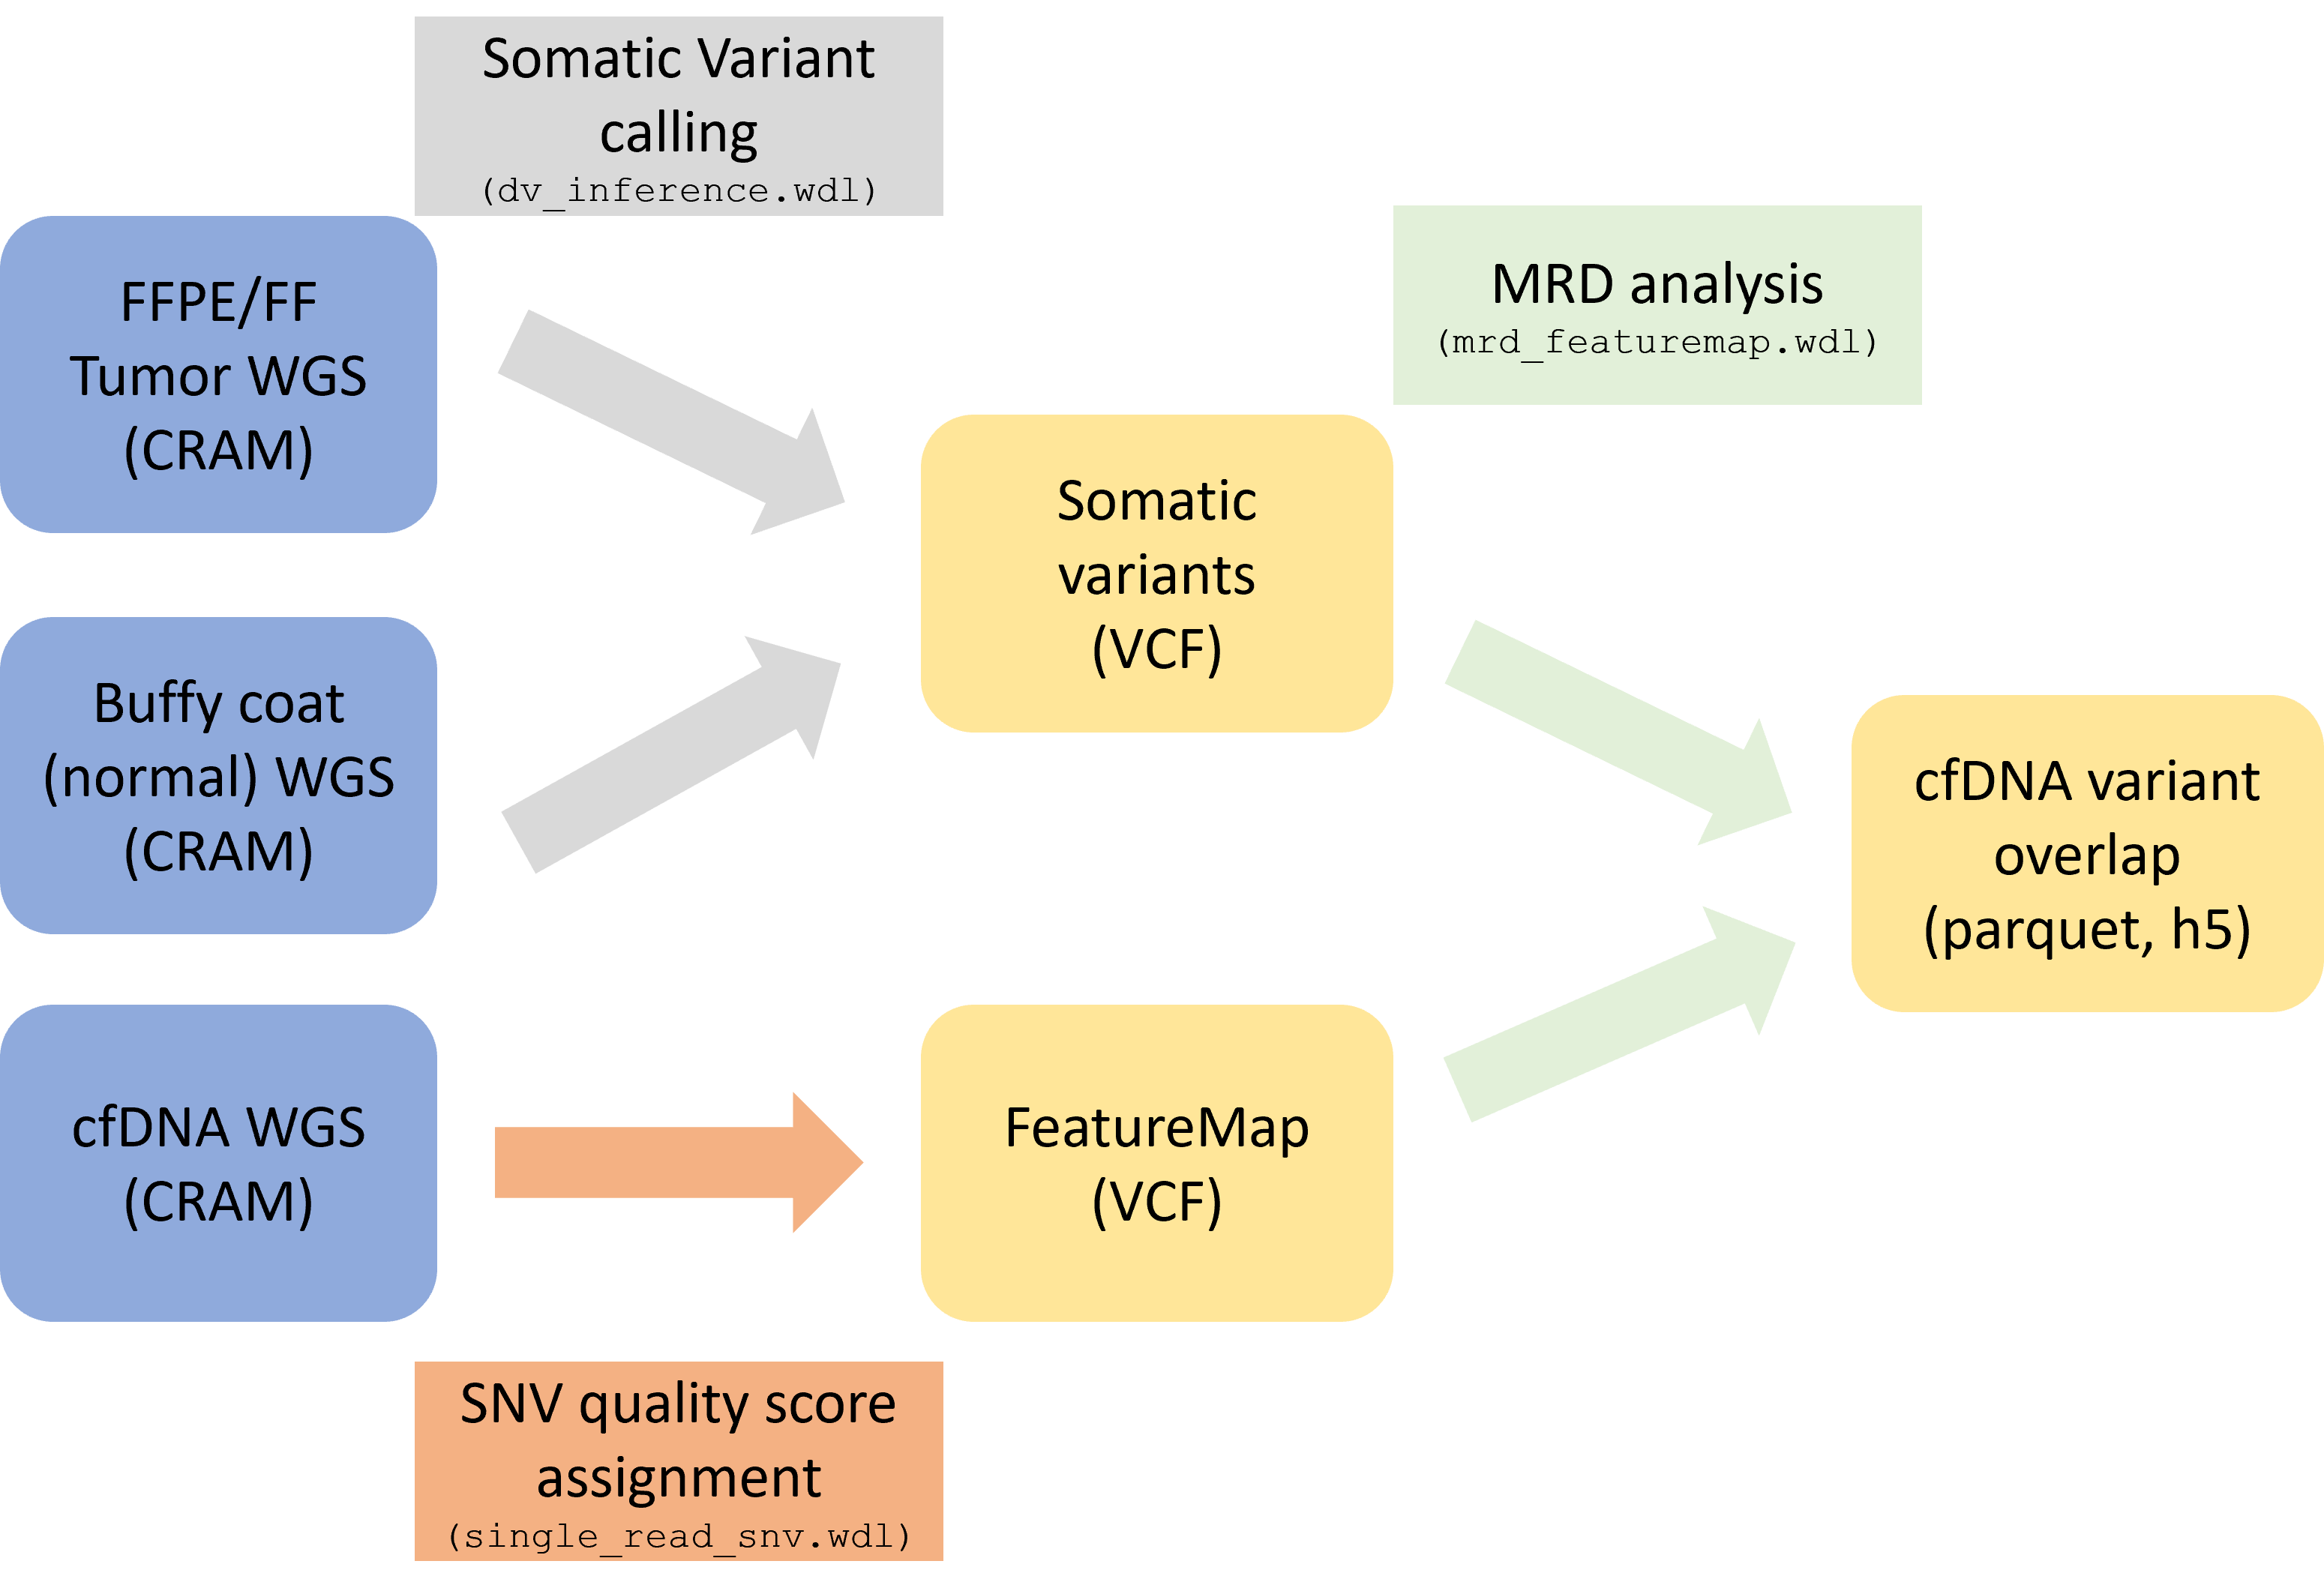 Somatic Variant
calling
(dv_inference.wdl)
FFPE/FF
Tumor WGS
(CRAM)
MRD analysis
(mrd_featuremap.wdl)
Somatic
variants
(VCF)
Buffy coat
(normal) WGS
(CRAM)
cfDNA variant
overlap
(parquet, h5)
cfDNA WGS
(CRAM)
FeatureMap
(VCF)
SNV quality score
assignment
(single_read_snv.wdl)